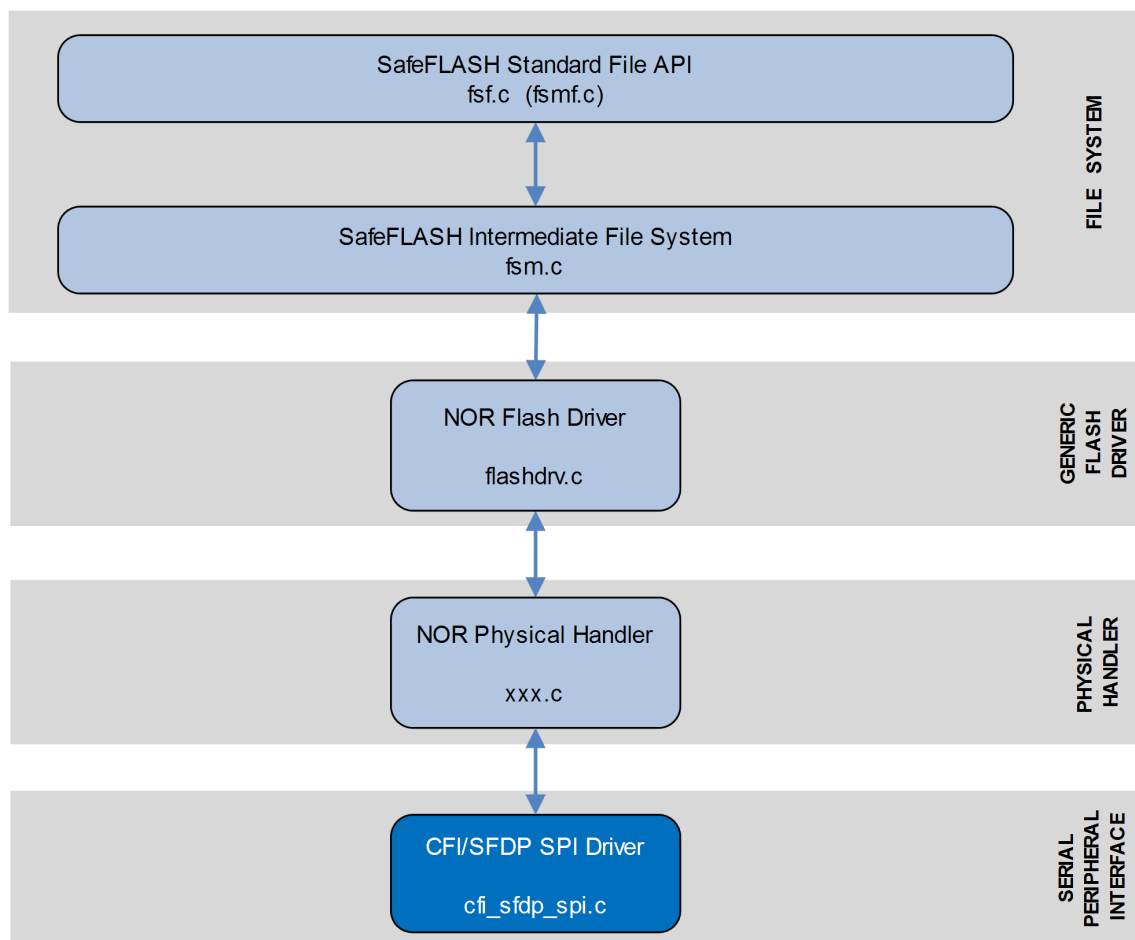 SafeFLASH Standard File API
fsf.c (fsmf.c)
FILE SYSTEM
SafeFLASH Intermediate File System
fsm.c
NOR Flash Driver
flashdrv.c
GENERIC
FLASH
DRIVER
NOR Physical Handler
xxx.c
PHYSICAL
HANDLER
CFI/SFDP SPI Driver
cfi_sfdp_spi.c
SERIAL
PERIPHERAL
INTERFACE